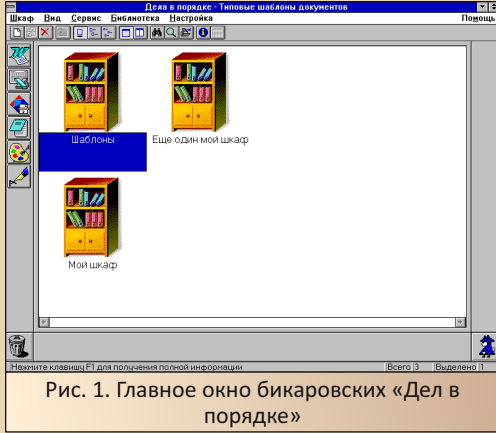 Дела в порядке - Типовые шаблоны документов
Шкаф Вид Сервис Библиотека Настройка Помощь
Шаблоны Еще один мой шкаф
Мой шкаф
Нажмите клавишу F1 для получения полной информации Всего 3 Выделено 1
Рис. 1. Главное окно бикаровских «Дел в
порядке»